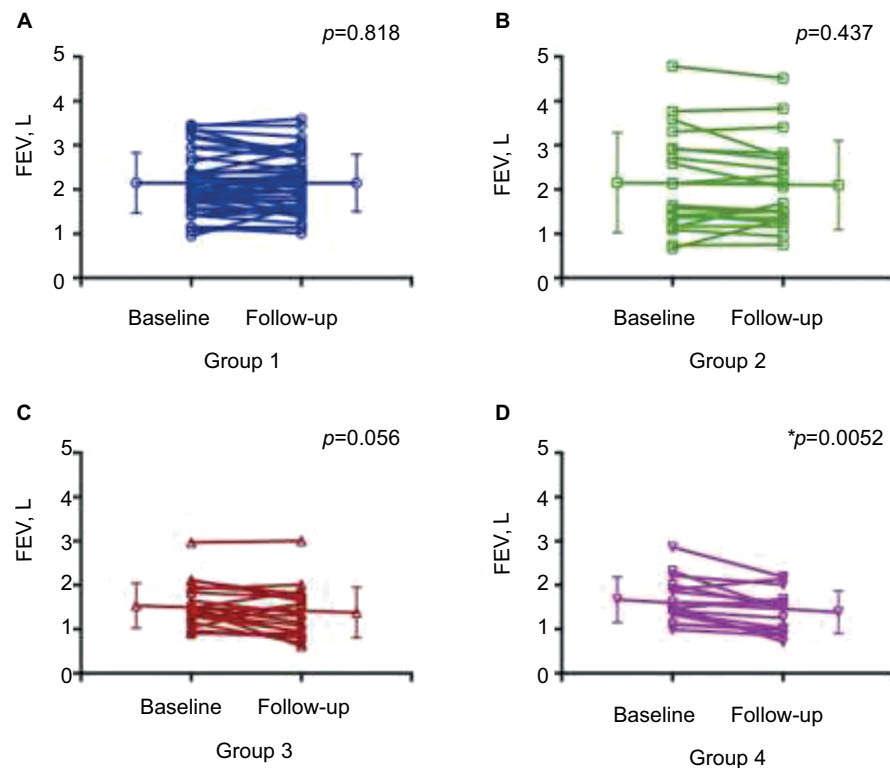 A
p=0.818
5
4
3
2
1
0
FEV, L
Baseline Follow-up
Group 1
B
p=0.437
5
4
3
2
1
0
FEV, L
Baseline Follow-up
Group 2
C
p=0.056
5
4
3
2
1
0
FEV, L
Baseline Follow-up
Group 3
D
*p=0.0052
5
4
3
2
1
0
FEV, L
Baseline Follow-up
Group 4